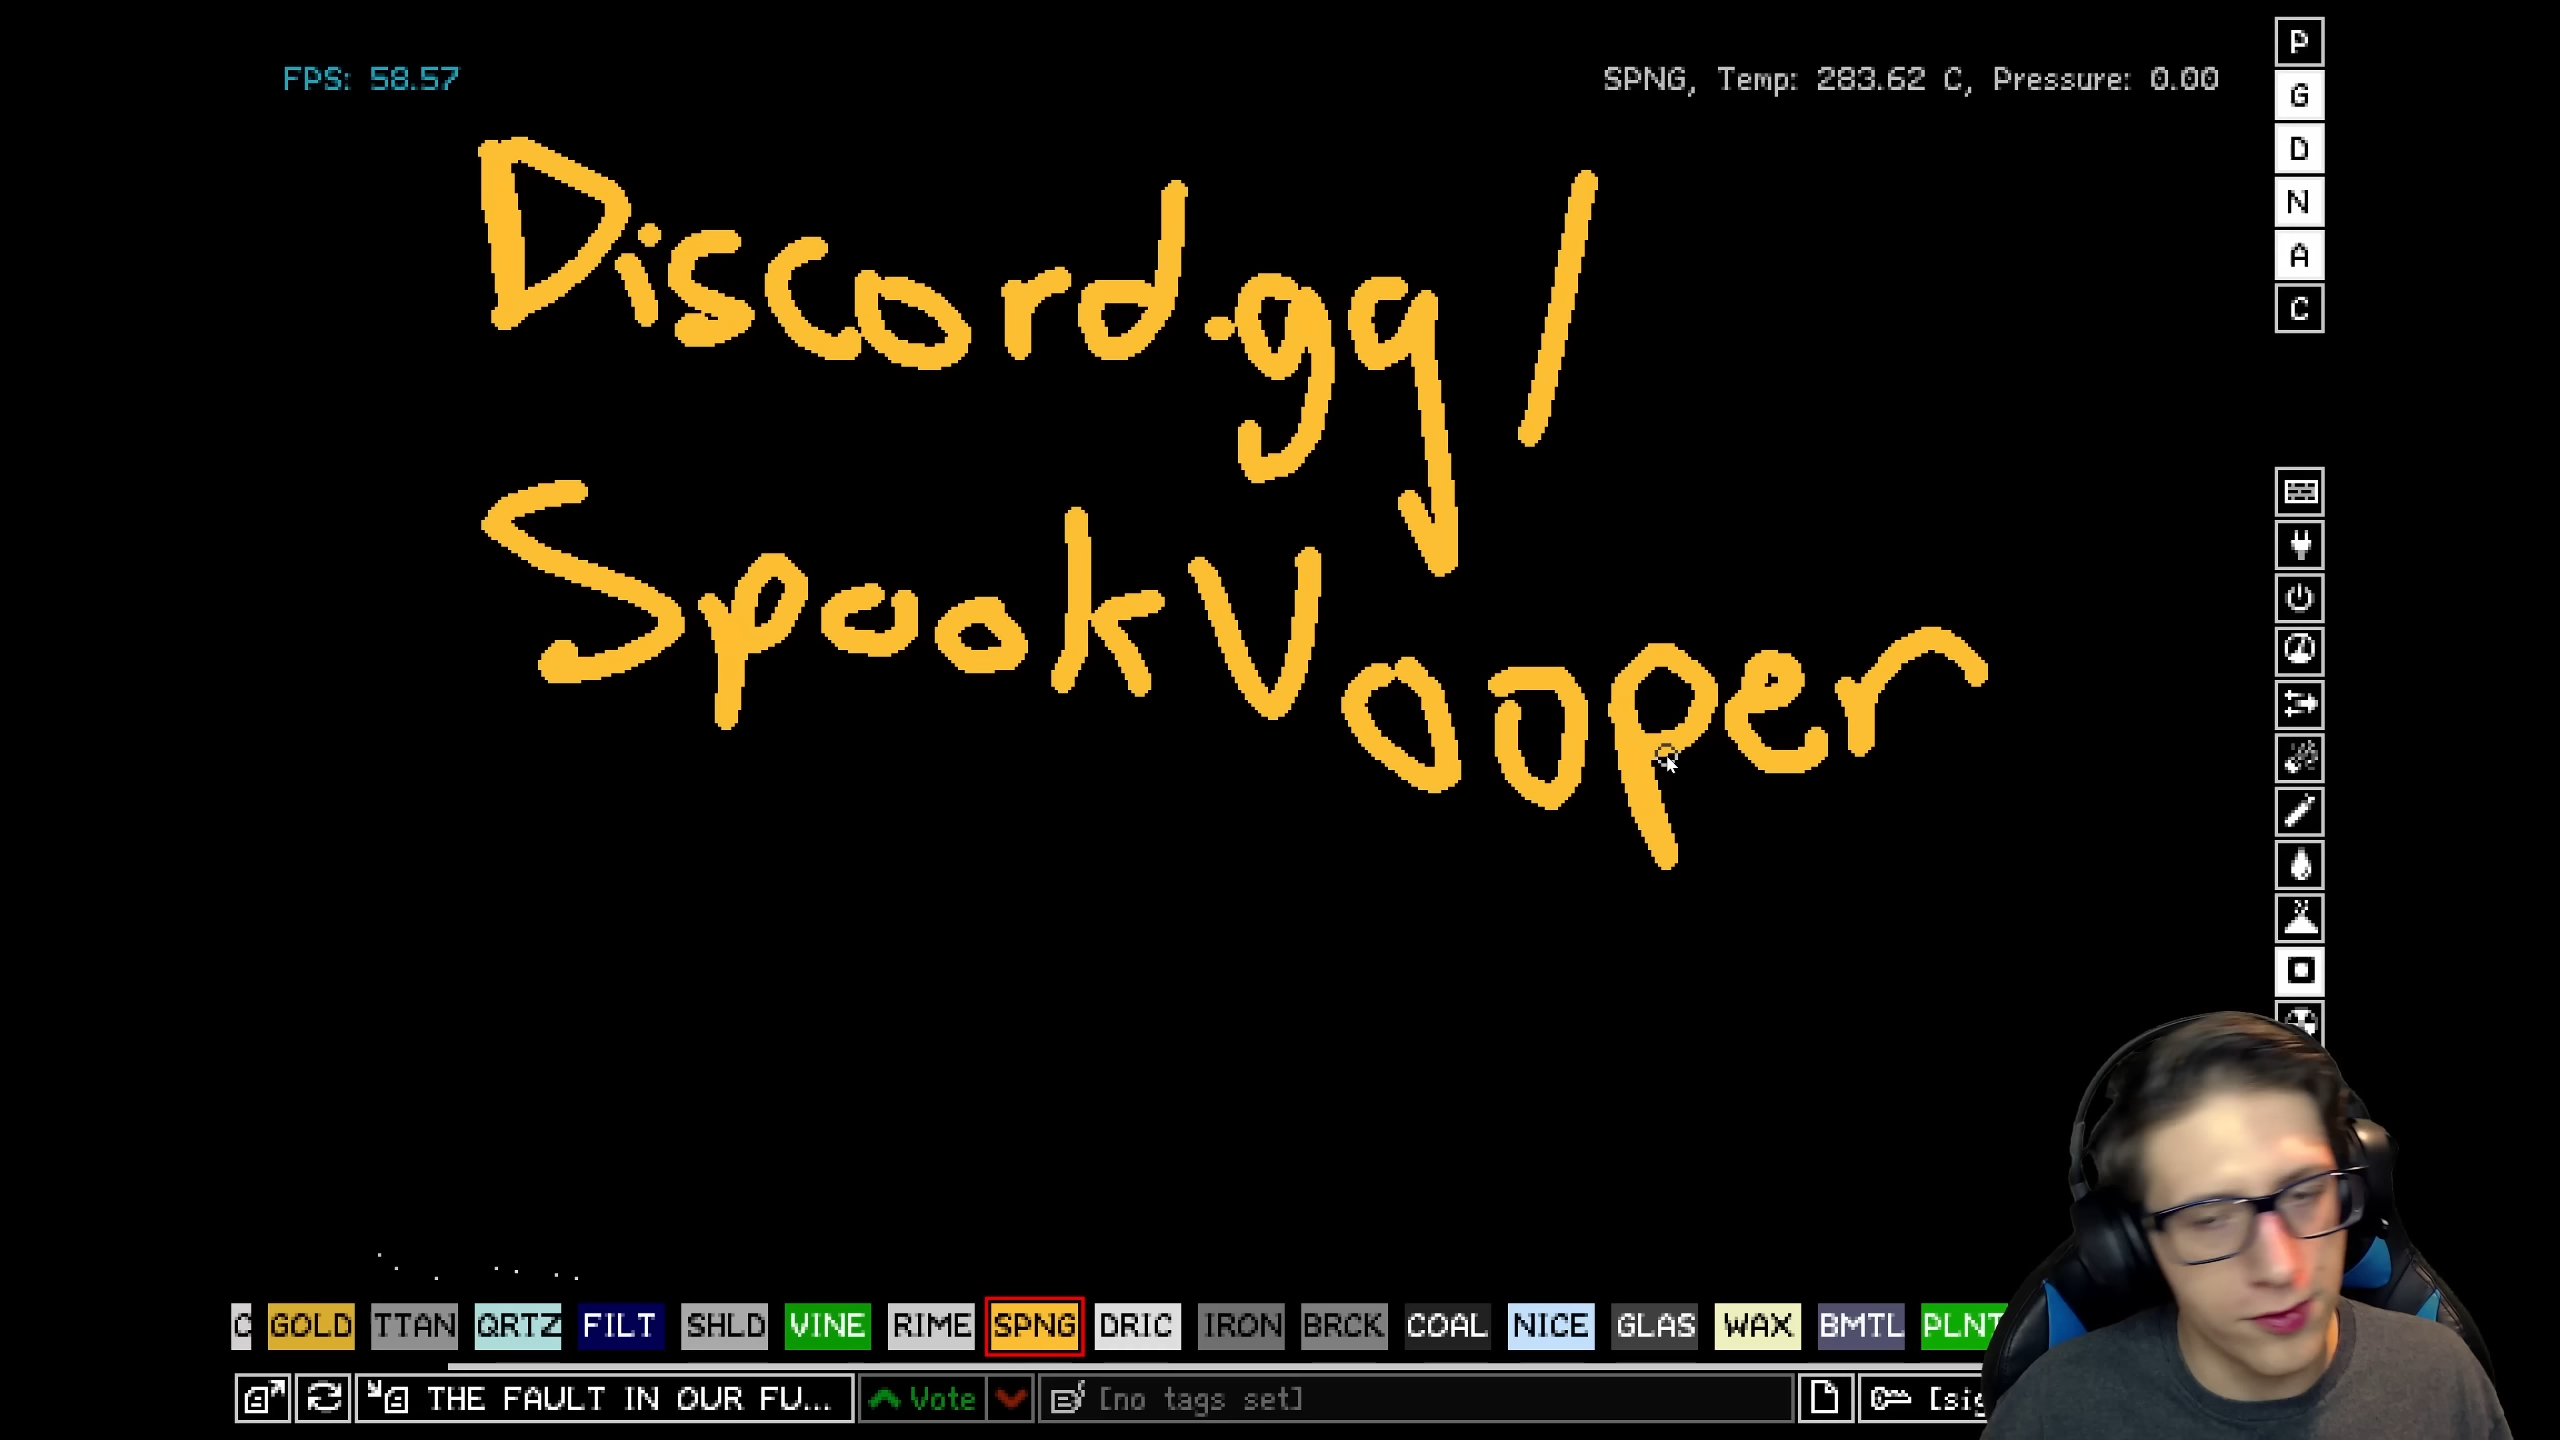 FPS: 58.57
SPNG, Temp: 283.62 C, Pressure: 0.00
P
G
D
N
A
C
Discord.gg/
SpookVooper
C GOLD TTAN QRTZ FILT SHLD VINE RIME SPNG DRIC IRON BRCK COAL NICE GLAS WAX BMTL PLNT
THE FAULT IN OUR FU... Vote [no tags set] [sig